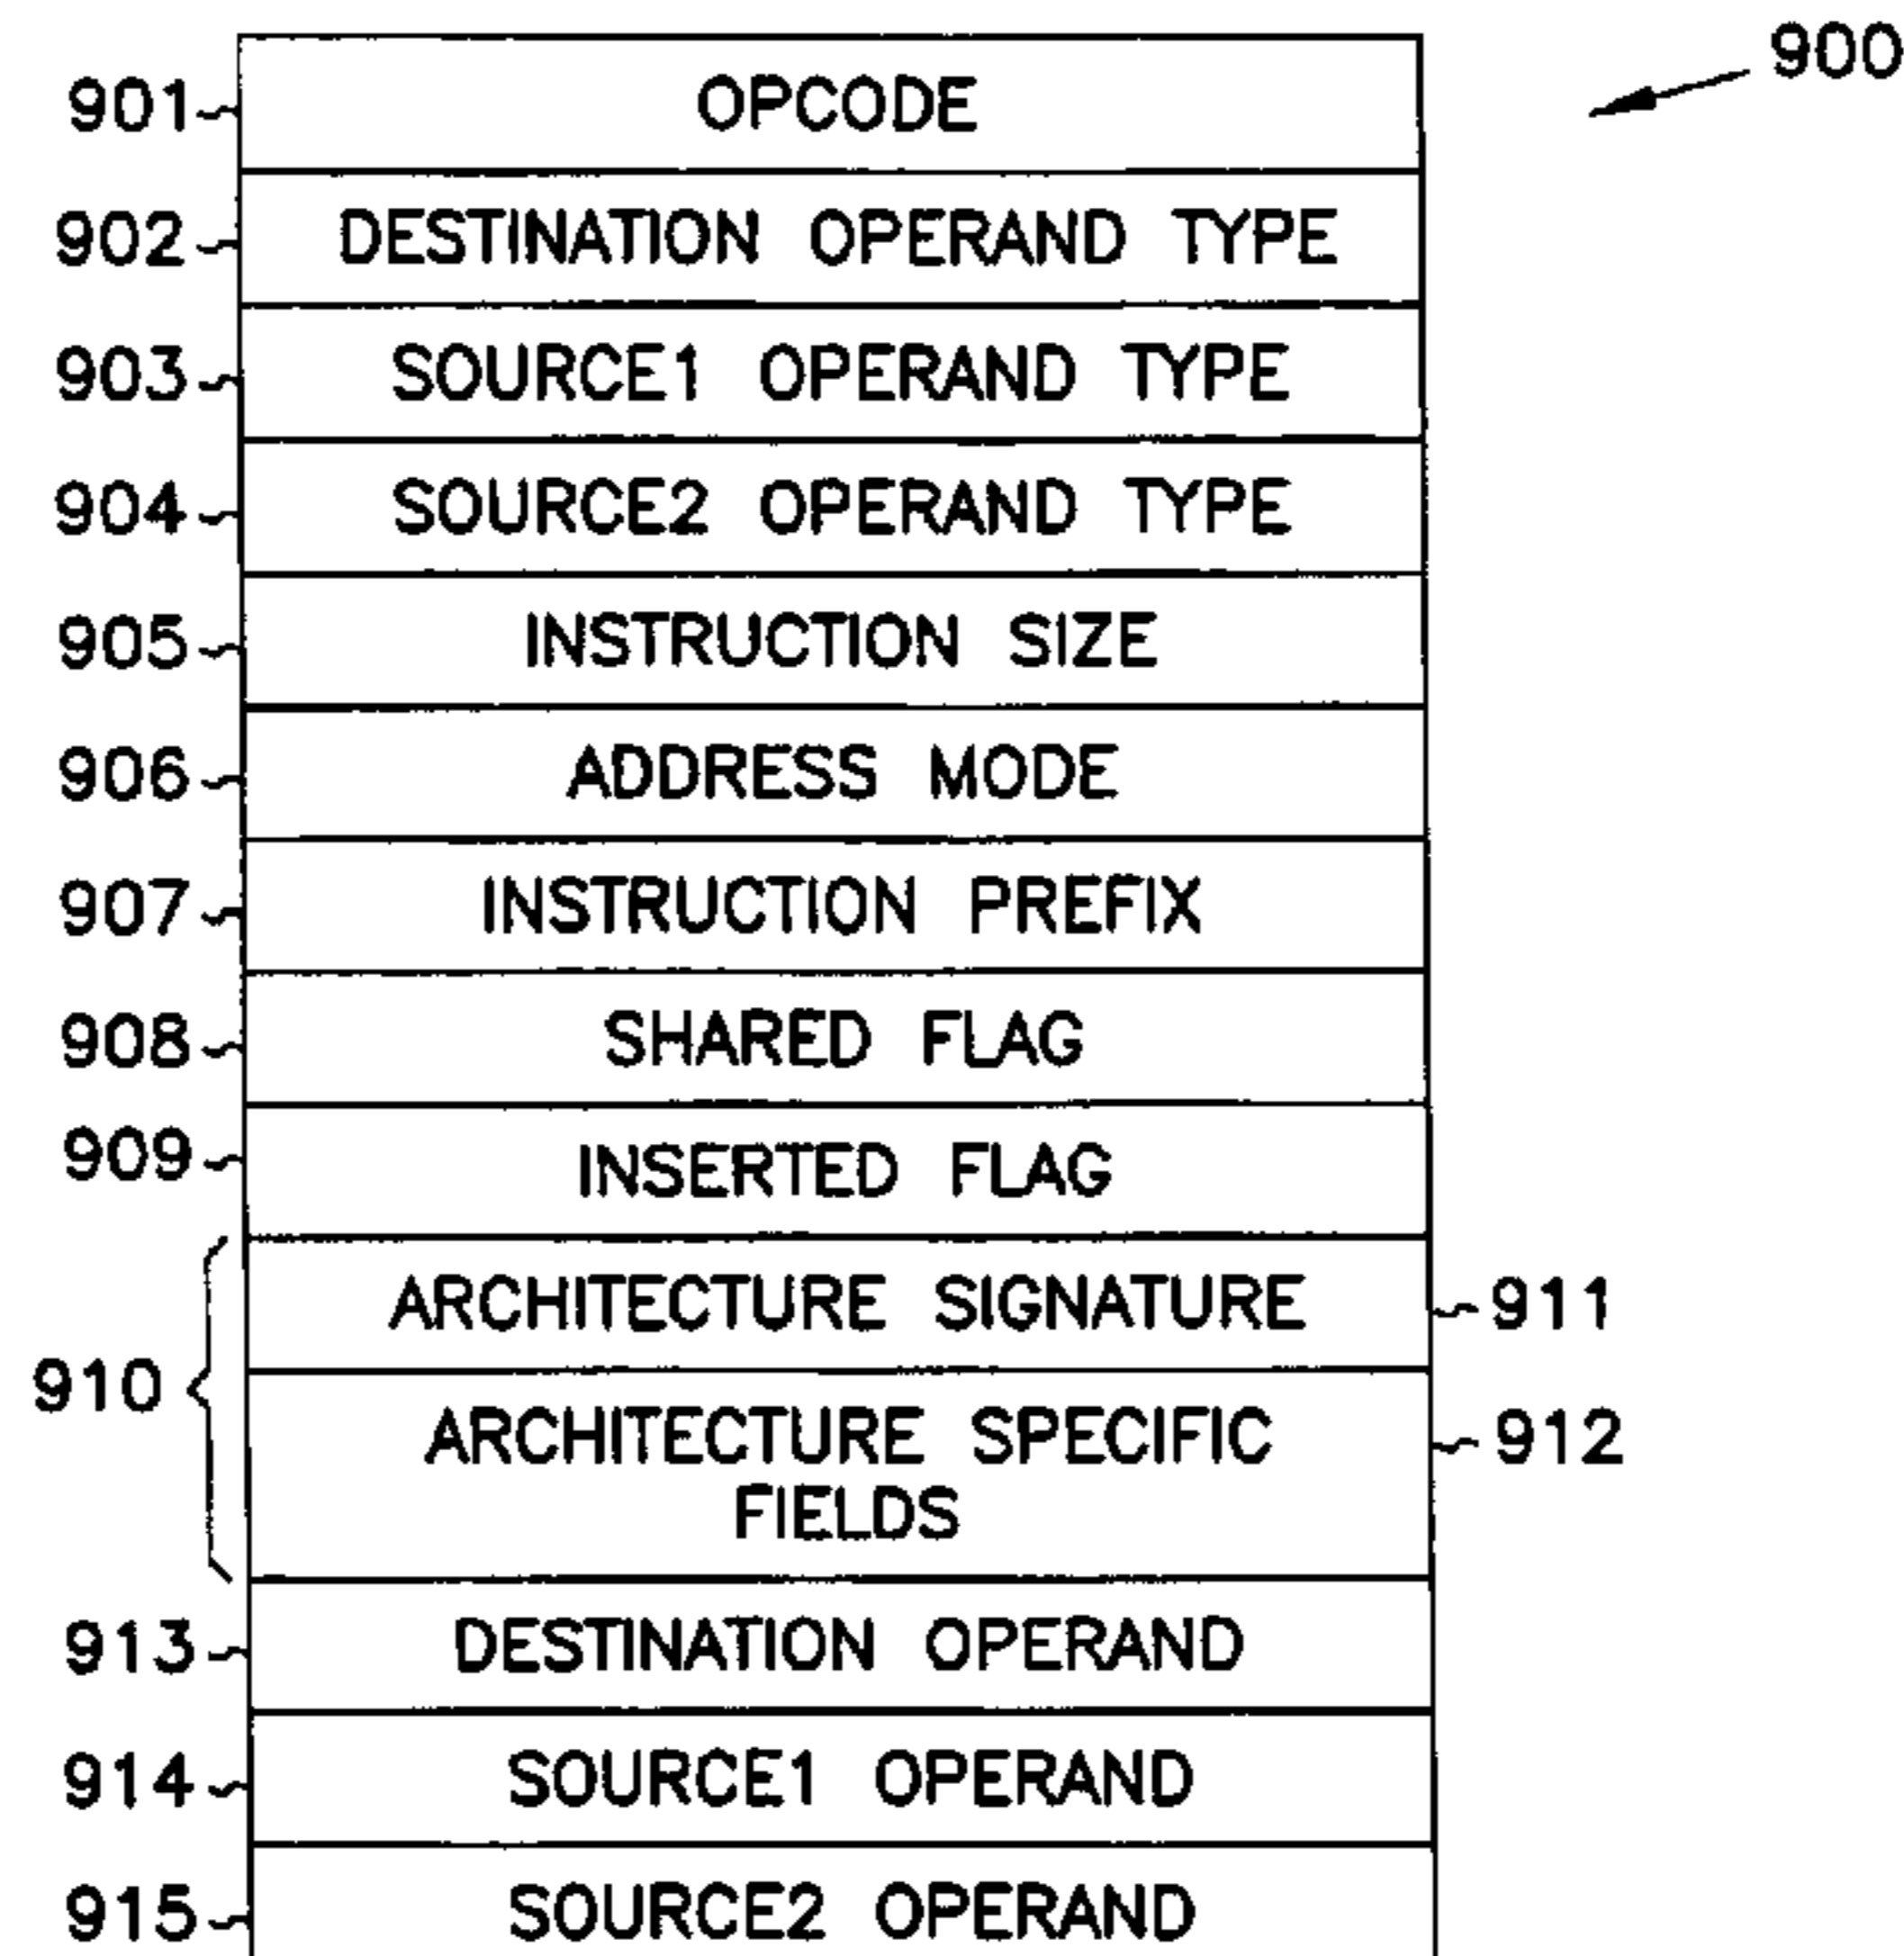 900
901 OPCODE
902 DESTINATION OPERAND TYPE
903 SOURCE1 OPERAND TYPE
904 SOURCE2 OPERAND TYPE
905 INSTRUCTION SIZE
906 ADDRESS MODE
907 INSTRUCTION PREFIX
908 SHARED FLAG
909 INSERTED FLAG
910
ARCHITECTURE SIGNATURE 911
ARCHITECTURE SPECIFIC 912
FIELDS
913 DESTINATION OPERAND
914 SOURCE1 OPERAND
915 SOURCE2 OPERAND